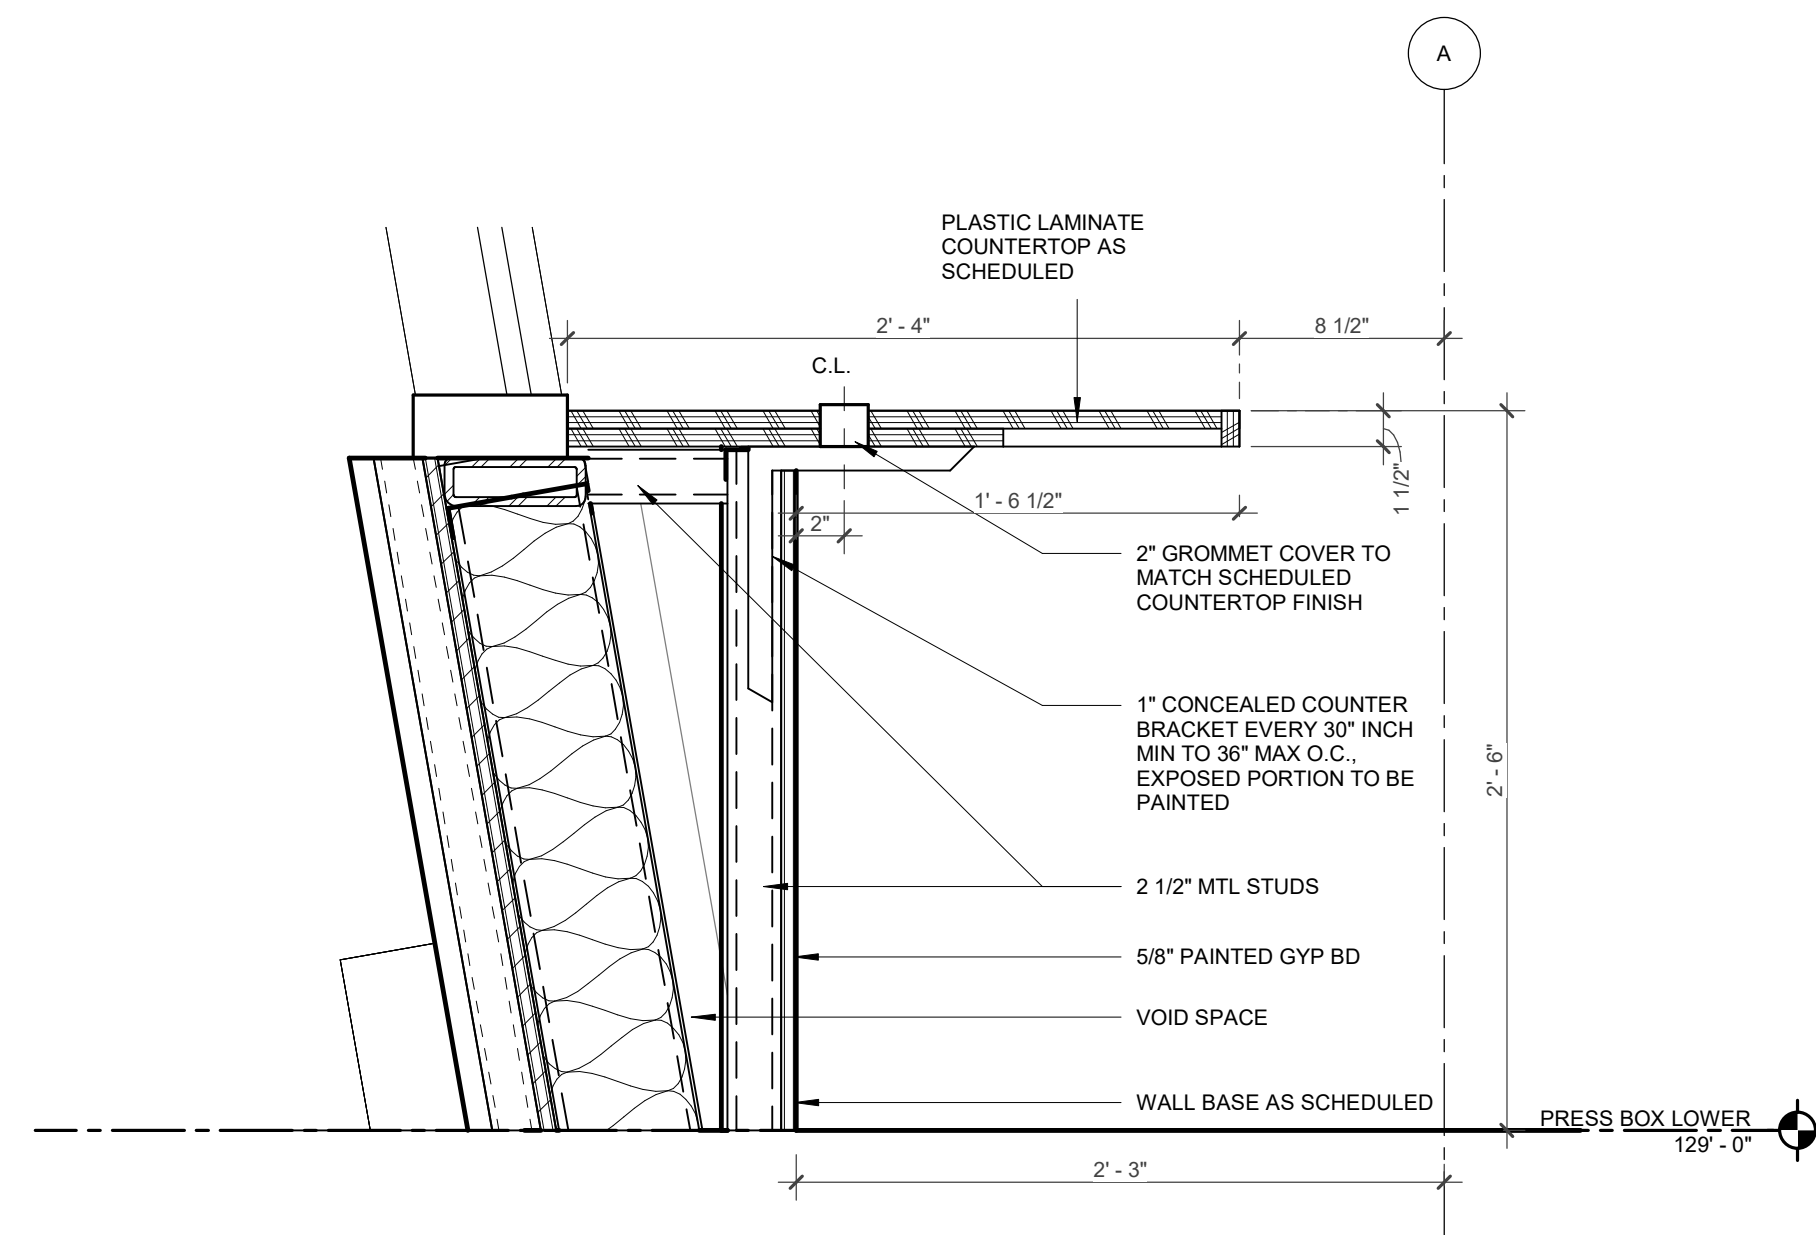 A
PLASTIC LAMINATE
COUNTERTOP AS
SCHEDULED
2' - 4"
8 1/2"
C.L.
1 1/2"
1' - 6 1/2"
2"
2" GROMMET COVER TO
MATCH SCHEDULED
COUNTERTOP FINISH
1" CONCEALED COUNTER
BRACKET EVERY 30" INCH
MIN TO 36" MAX O.C.,
EXPOSED PORTION TO BE
PAINTED
2' - 6"
2 1/2" MTL STUDS
5/8" PAINTED GYP BD
VOID SPACE
WALL BASE AS SCHEDULED
PRESS BOX LOWER
129' - 0"
2' - 3"